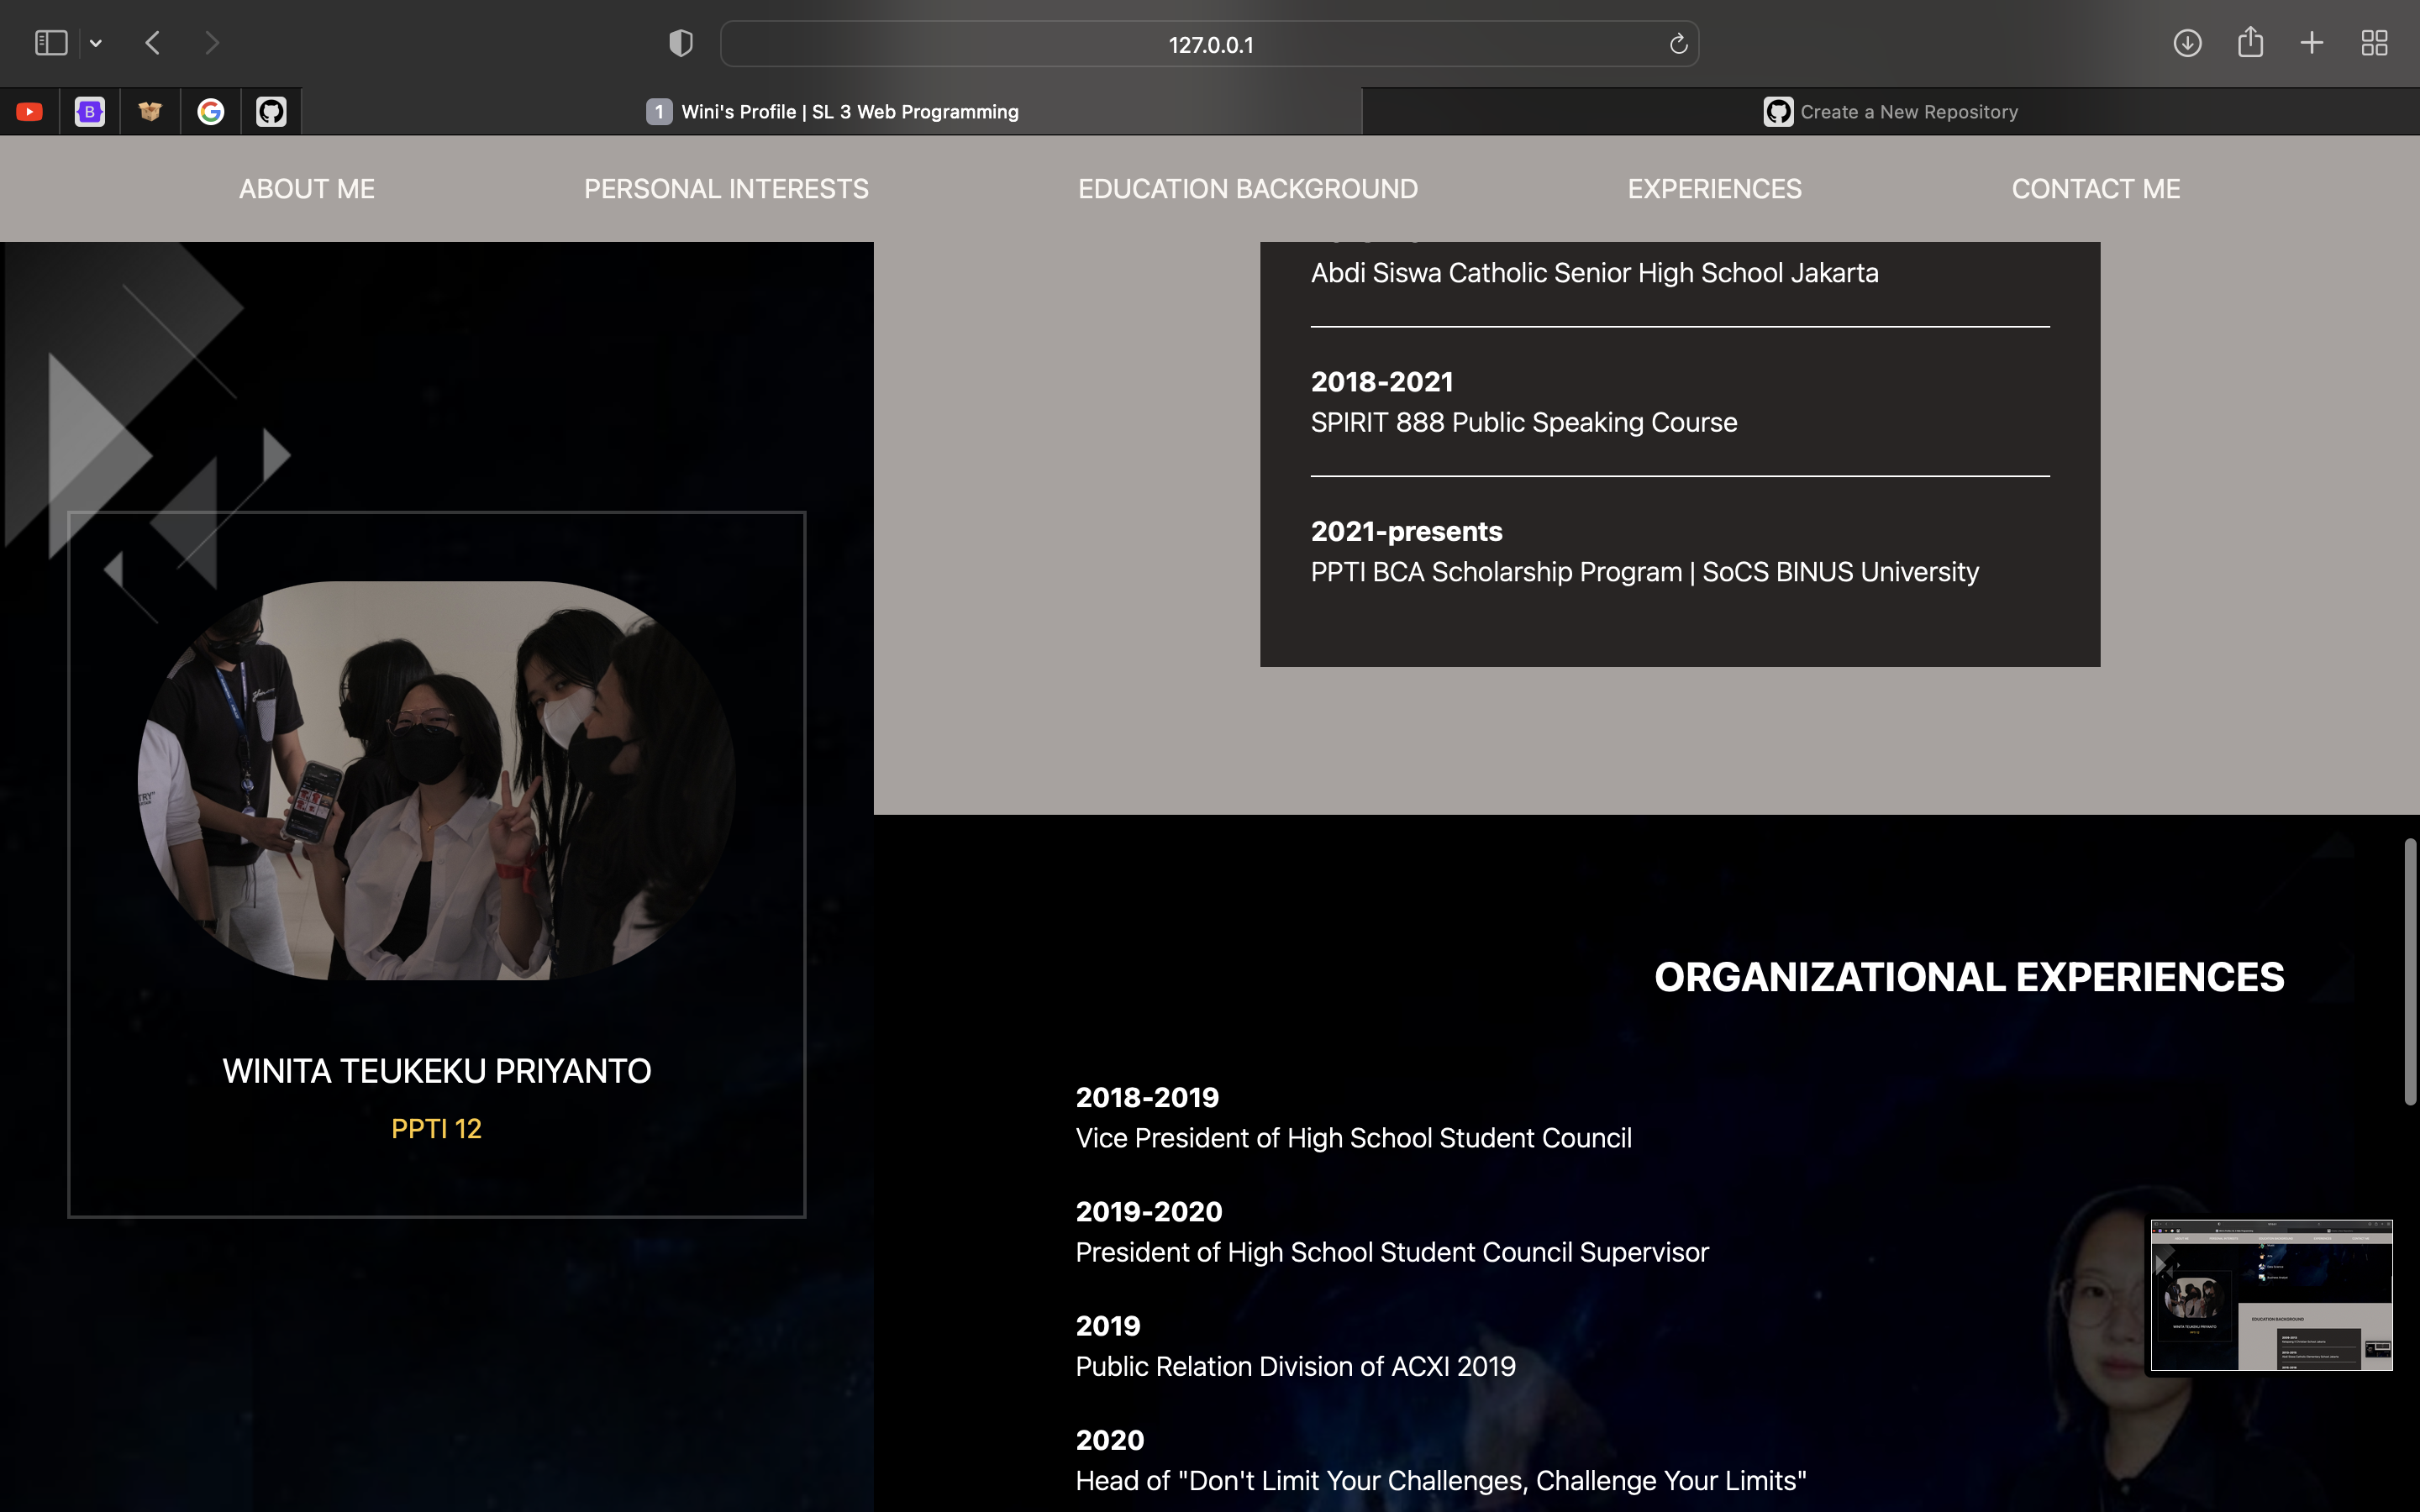 127.0.0.1
1 Wini's Profile | SL 3 Web Programming
Create a New Repository
ABOUT ME
PERSONAL INTERESTS
EDUCATION BACKGROUND
EXPERIENCES
CONTACT ME
Abdi Siswa Catholic Senior High School Jakarta
2018-2021
SPIRIT 888 Public Speaking Course
2021-presents
PPTI BCA Scholarship Program | SoCS BINUS University
WINITA TEUKEKU PRIYANTO
PPTI 12
ORGANIZATIONAL EXPERIENCES
2018-2019
Vice President of High School Student Council
2019-2020
President of High School Student Council Supervisor
2019
Public Relation Division of ACXI 2019
2020
Head of "Don't Limit Your Challenges, Challenge Your Limits"